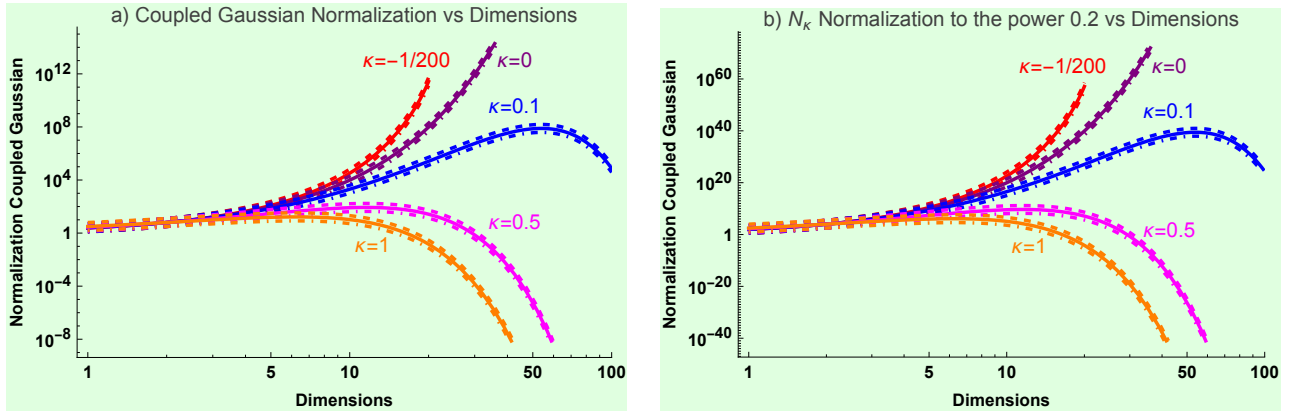 a) Coupled Gaussian Normalization vs Dimensions
Normalization Coupled Gaussian
10^12
10^8
10^4
1
10^-4
10^-8
κ=-1/200
κ=0
κ=0.1
κ=0.5
κ=1
1 5 10 50 100
Dimensions
b) N_κ Normalization to the power 0.2 vs Dimensions
Normalization Coupled Gaussian
10^60
10^40
10^20
1
10^-20
10^-40
κ=-1/200
κ=0
κ=0.1
κ=0.5
κ=1
1 5 10 50 100
Dimensions